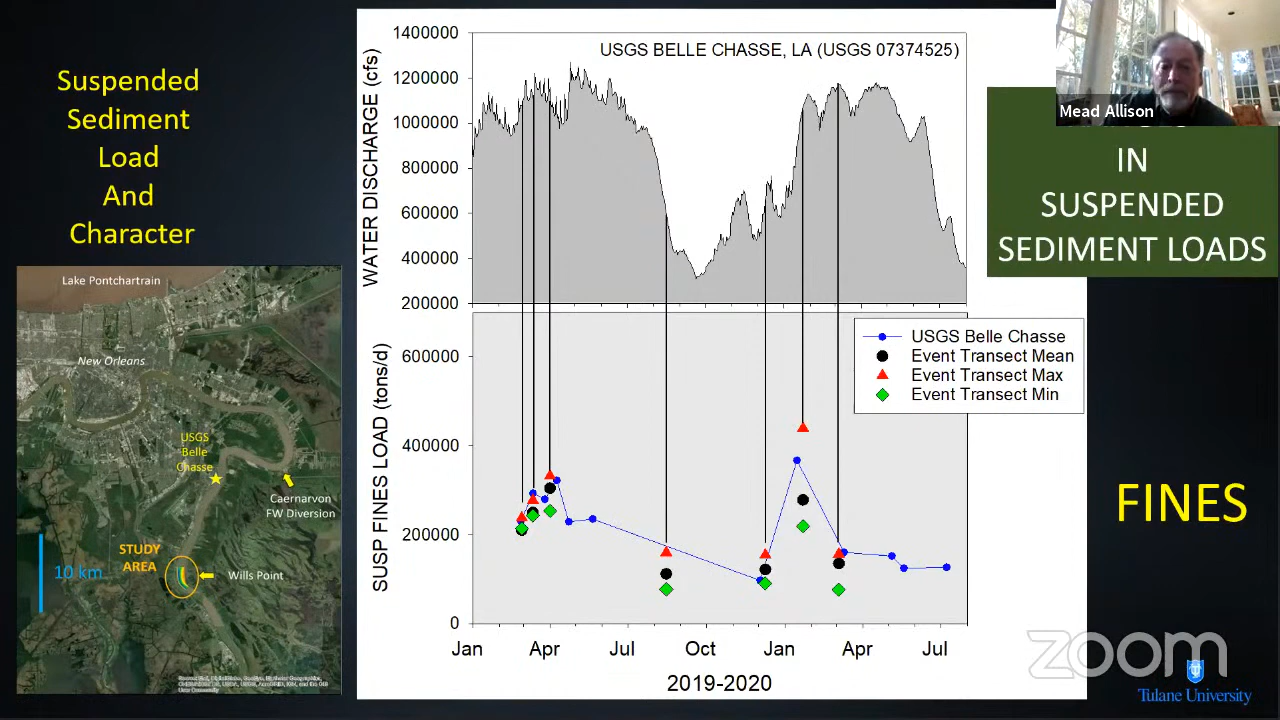 Suspended
Sediment
Load
And
Character
USGS BELLE CHASSE, LA (USGS 07374525)
WATER DISCHARGE (cfs)
1400000
1200000
1000000
800000
600000
400000
200000
Mead Allison
IN
SUSPENDED
SEDIMENT LOADS
Lake Pontchartrain
New Orleans
USGS
Belle
Chasse
Caernarvon
FW Diversion
STUDY
AREA
10 km
Wills Point
SUSP FINES LOAD (tons/d)
600000
400000
200000
0
USGS Belle Chasse
Event Transect Mean
Event Transect Max
Event Transect Min
Jan Apr Jul Oct Jan Apr Jul
2019-2020
FINES
zoom
Tulane University